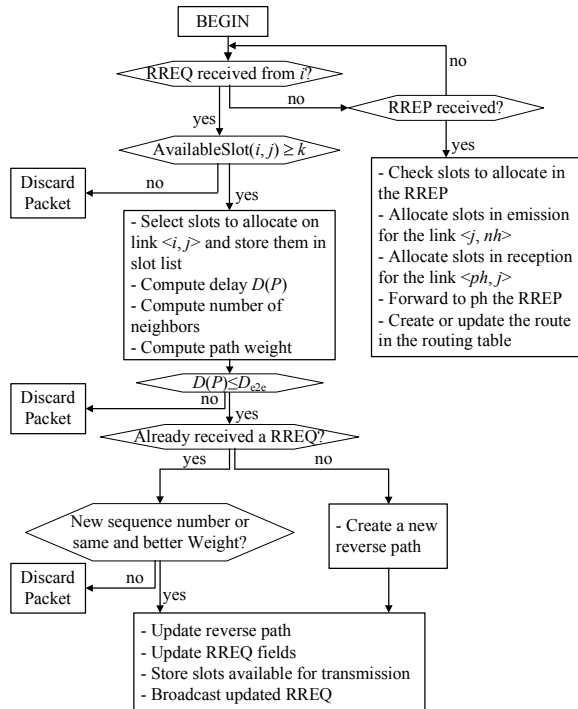 BEGIN
RREQ received from i?
no
no
RREP received?
yes
yes
AvailableSlot(i, j) ≥ k
no
Discard
Packet
yes
- Check slots to allocate in
the RREP
- Allocate slots in emission
for the link <j, nh>
- Allocate slots in reception
for the link <ph, j>
- Forward to ph the RREP
- Create or update the route
in the routing table
- Select slots to allocate on
link <i, j> and store them in
slot list
- Compute delay D(P)
- Compute number of
neighbors
- Compute path weight
D(P)≤De2e
no
Discard
Packet
yes
Already received a RREQ?
yes
no
New sequence number or
same and better Weight?
- Create a new
reverse path
no
Discard
Packet
yes
- Update reverse path
- Update RREQ fields
- Store slots available for transmission
- Broadcast updated RREQ